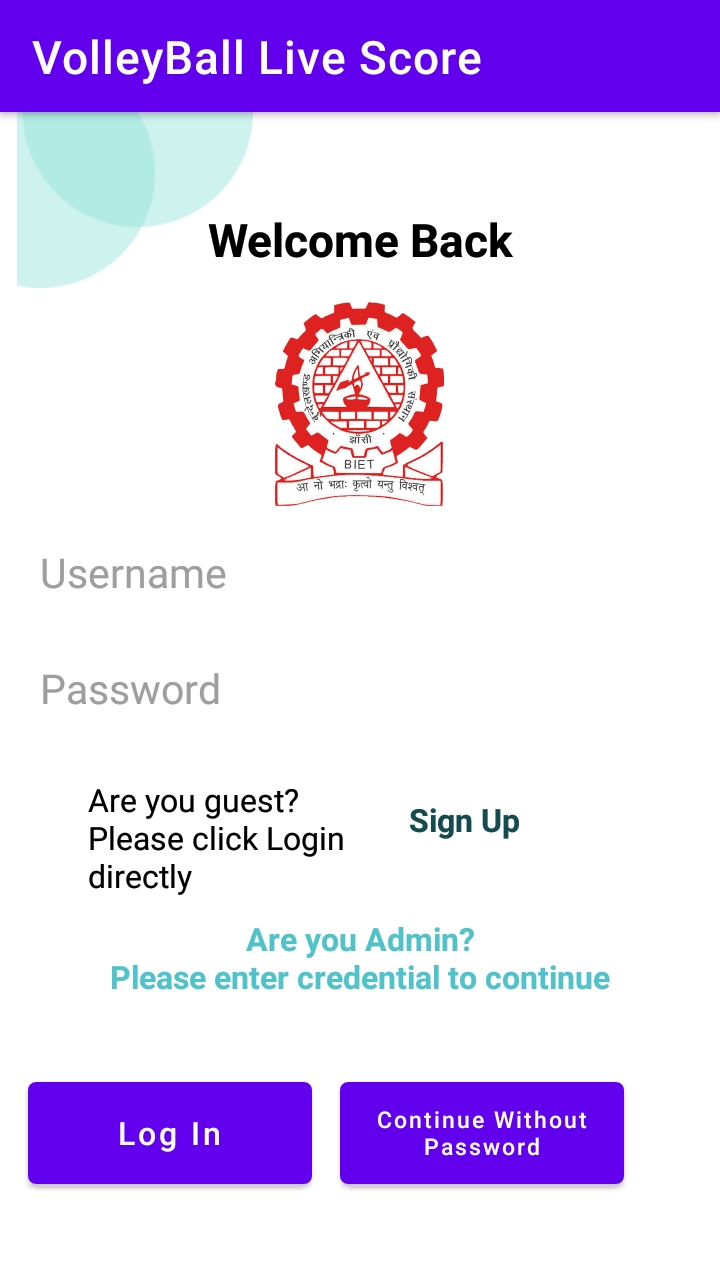 VolleyBall Live Score
Welcome Back
बुन्देलखण्ड अभियान्त्रिकी एवं प्रौद्योगिकी संस्थान
झाँसी
BIET
आ नो भद्राः कृत्वो यन्तु विश्वत्
Username
Password
Are you guest?
Please click Login
directly
Sign Up
Are you Admin?
Please enter credential to continue
Log In
Continue Without
Password